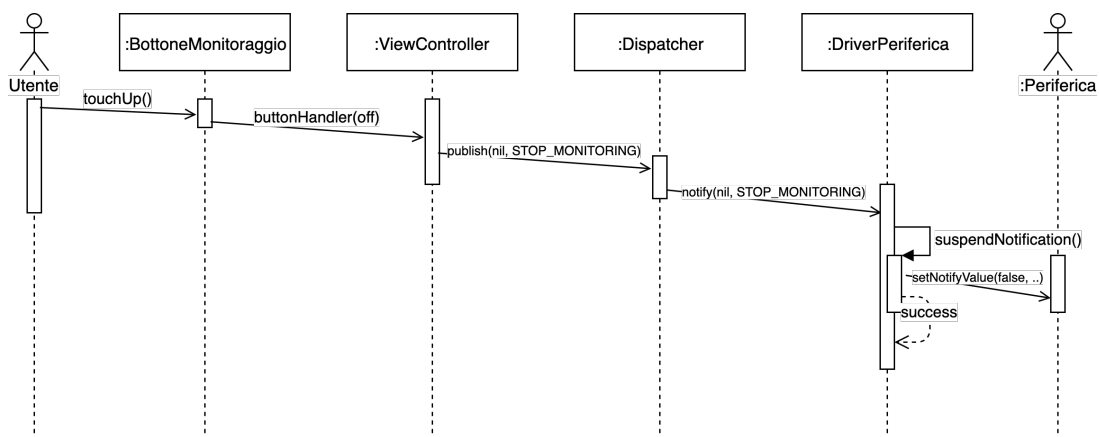 :BottoneMonitoraggio
:ViewController
:Dispatcher
:DriverPeriferica
Utente
:Periferica
touchUp()
buttonHandler(off)
publish(nil, STOP_MONITORING)
notify(nil, STOP_MONITORING)
suspendNotification()
setNotifyValue(false, ..)
success